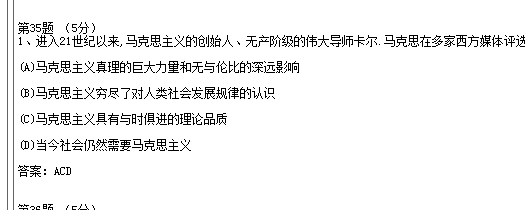 第35题 (5分)
1、进入21世纪以来,马克思主义的创始人、无产阶级的伟大导师卡尔.马克思在多家西方媒体评选
(A)马克思主义真理的巨大力量和无与伦比的深远影响
(B)马克思主义穷尽了对人类社会发展规律的认识
(C)马克思主义具有与时俱进的理论品质
(D)当今社会仍然需要马克思主义
答案: ACD
第36题 (5分)